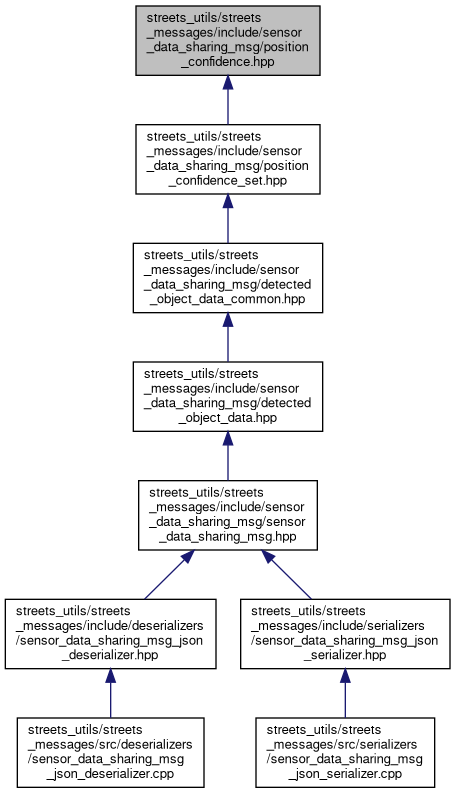 streets_utils/streets
_messages/include/sensor
_data_sharing_msg/position
_confidence.hpp
streets_utils/streets
_messages/include/sensor
_data_sharing_msg/position
_confidence_set.hpp
streets_utils/streets
_messages/include/sensor
_data_sharing_msg/detected
_object_data_common.hpp
streets_utils/streets
_messages/include/sensor
_data_sharing_msg/detected
_object_data.hpp
streets_utils/streets
_messages/include/sensor
_data_sharing_msg/sensor
_data_sharing_msg.hpp
streets_utils/streets
_messages/include/deserializers
/sensor_data_sharing_msg_json
_deserializer.hpp
streets_utils/streets
_messages/include/serializers
/sensor_data_sharing_msg_json
_serializer.hpp
streets_utils/streets
_messages/src/deserializers
/sensor_data_sharing_msg
_json_deserializer.cpp
streets_utils/streets
_messages/src/serializers
/sensor_data_sharing_msg
_json_serializer.cpp